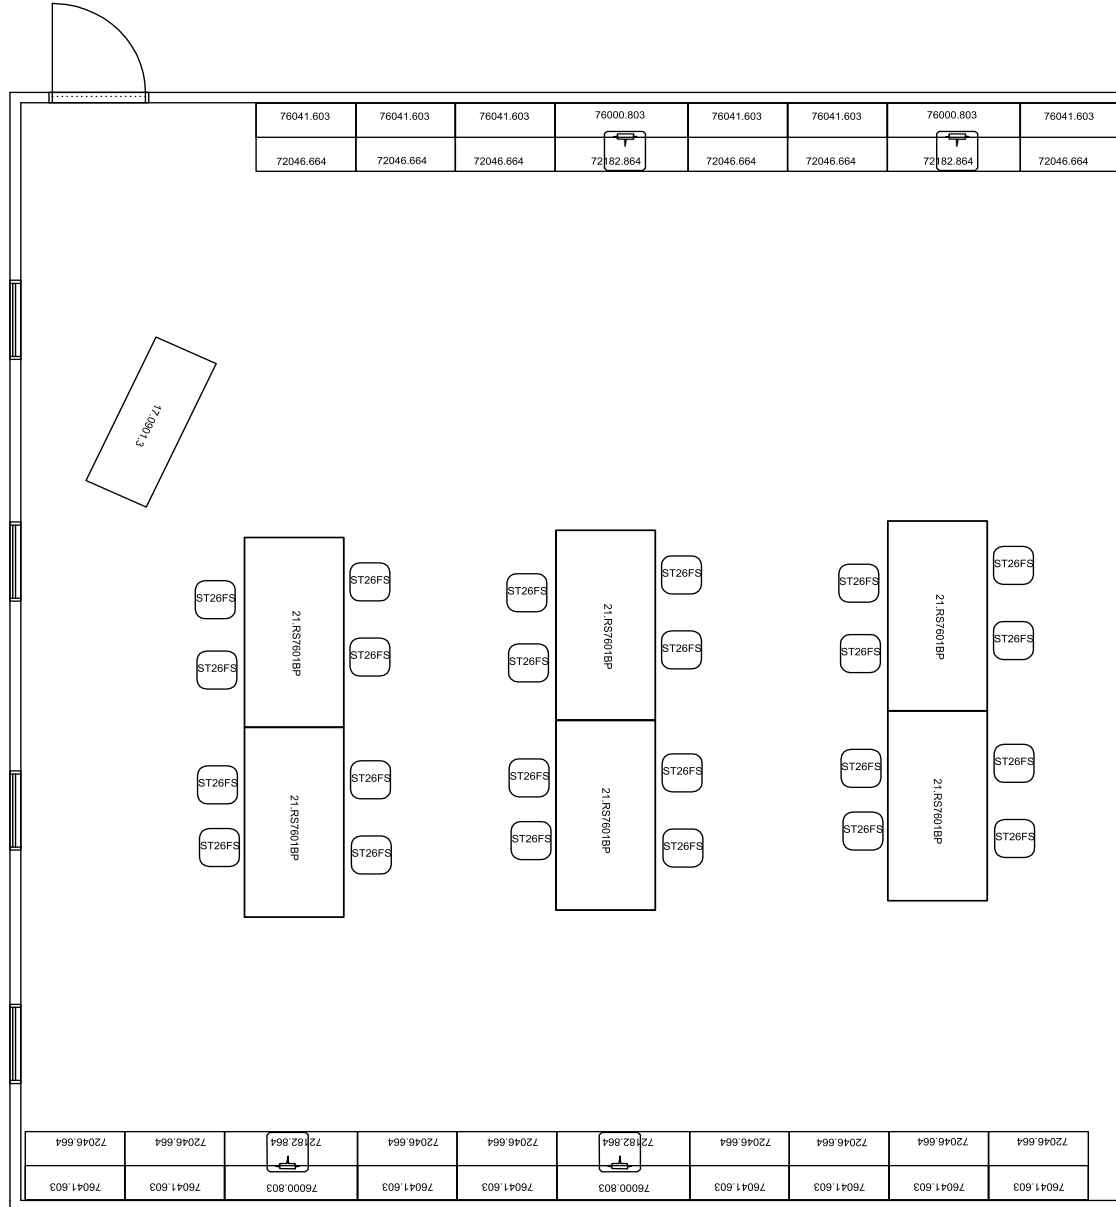 76041.603 76041.603 76041.603 76000.803 76041.603 76041.603 76000.803 76041.603
72046.664 72046.664 72046.664 72182.864 72046.664 72046.664 72182.864 72046.664
17.0901.3
ST26FS ST26FS ST26FS ST26FS ST26FS ST26FS
21.RS7601BP 21.RS7601BP 21.RS7601BP
ST26FS ST26FS ST26FS ST26FS ST26FS ST26FS
ST26FS ST26FS ST26FS ST26FS ST26FS ST26FS
21.RS7601BP 21.RS7601BP 21.RS7601BP
ST26FS ST26FS ST26FS ST26FS ST26FS ST26FS
72046.664 72046.664 72182.864 72046.664 72046.664 72182.864 72046.664 72046.664 72046.664 72046.664
76041.603 76041.603 76000.803 76041.603 76041.603 76000.803 76041.603 76041.603 76041.603 76041.603